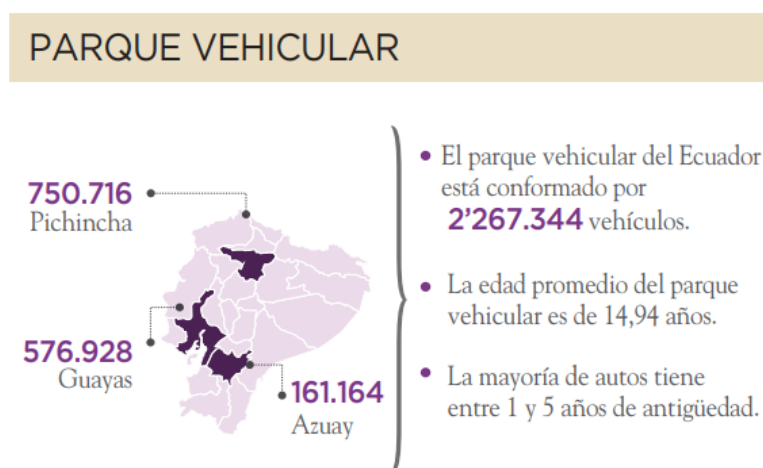 PARQUE VEHICULAR
750.716
Pichincha
576.928
Guayas
161.164
Azuay
• El parque vehicular del Ecuador
está conformado por
2’267.344 vehículos.
• La edad promedio del parque
vehicular es de 14,94 años.
• La mayoría de autos tiene
entre 1 y 5 años de antigüedad.